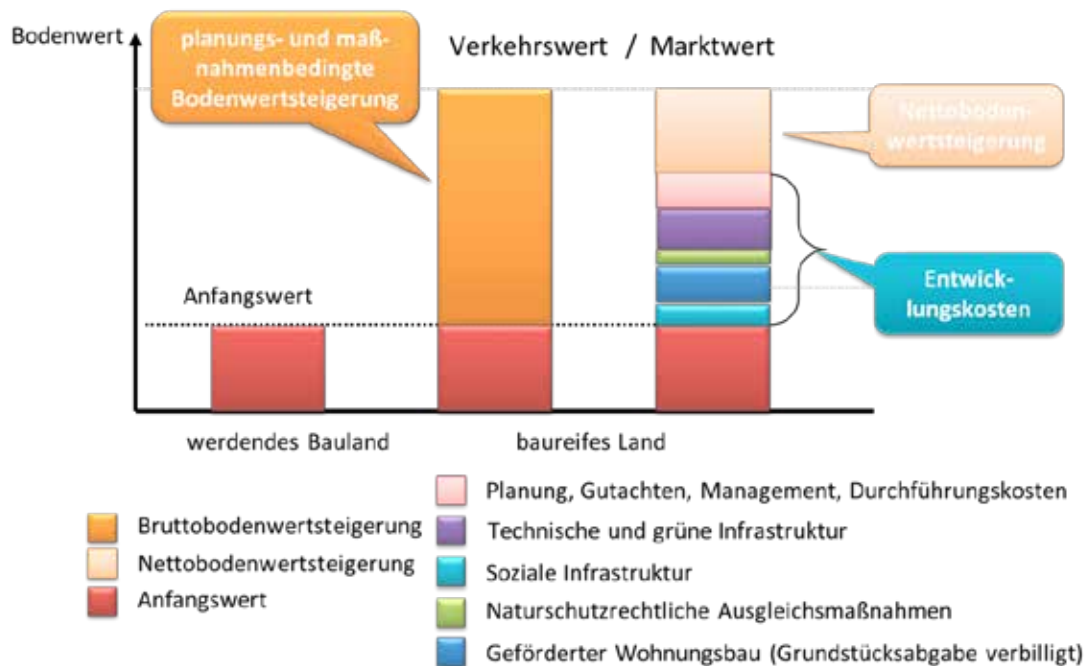 Bodenwert
planungs- und maß-
nahmenbedingte
Bodenwertsteigerung
Verkehrswert / Marktwert
Nettoboden-
wertsteigerung
Anfangswert
Entwick-
lungskosten
werdendes Bauland
baureifes Land
Bruttobodenwertsteigerung
Nettobodenwertsteigerung
Anfangswert
Planung, Gutachten, Management, Durchführungskosten
Technische und grüne Infrastruktur
Soziale Infrastruktur
Naturschutzrechtliche Ausgleichsmaßnahmen
Geförderter Wohnungsbau (Grundstücksabgabe verbilligt)